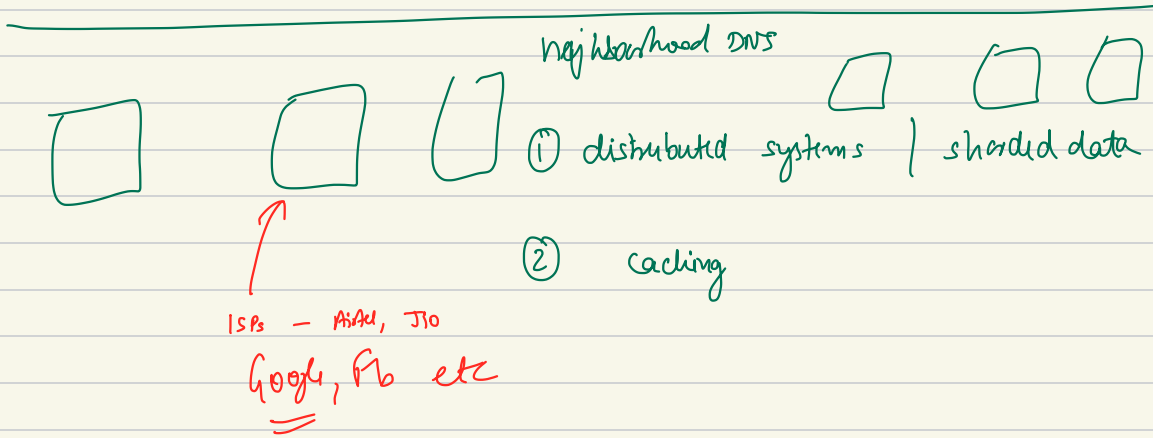 neighborhood DNS
① distributed systems | sharded data
② caching
ISPs — Airtel, JIO
Google, Fb etc